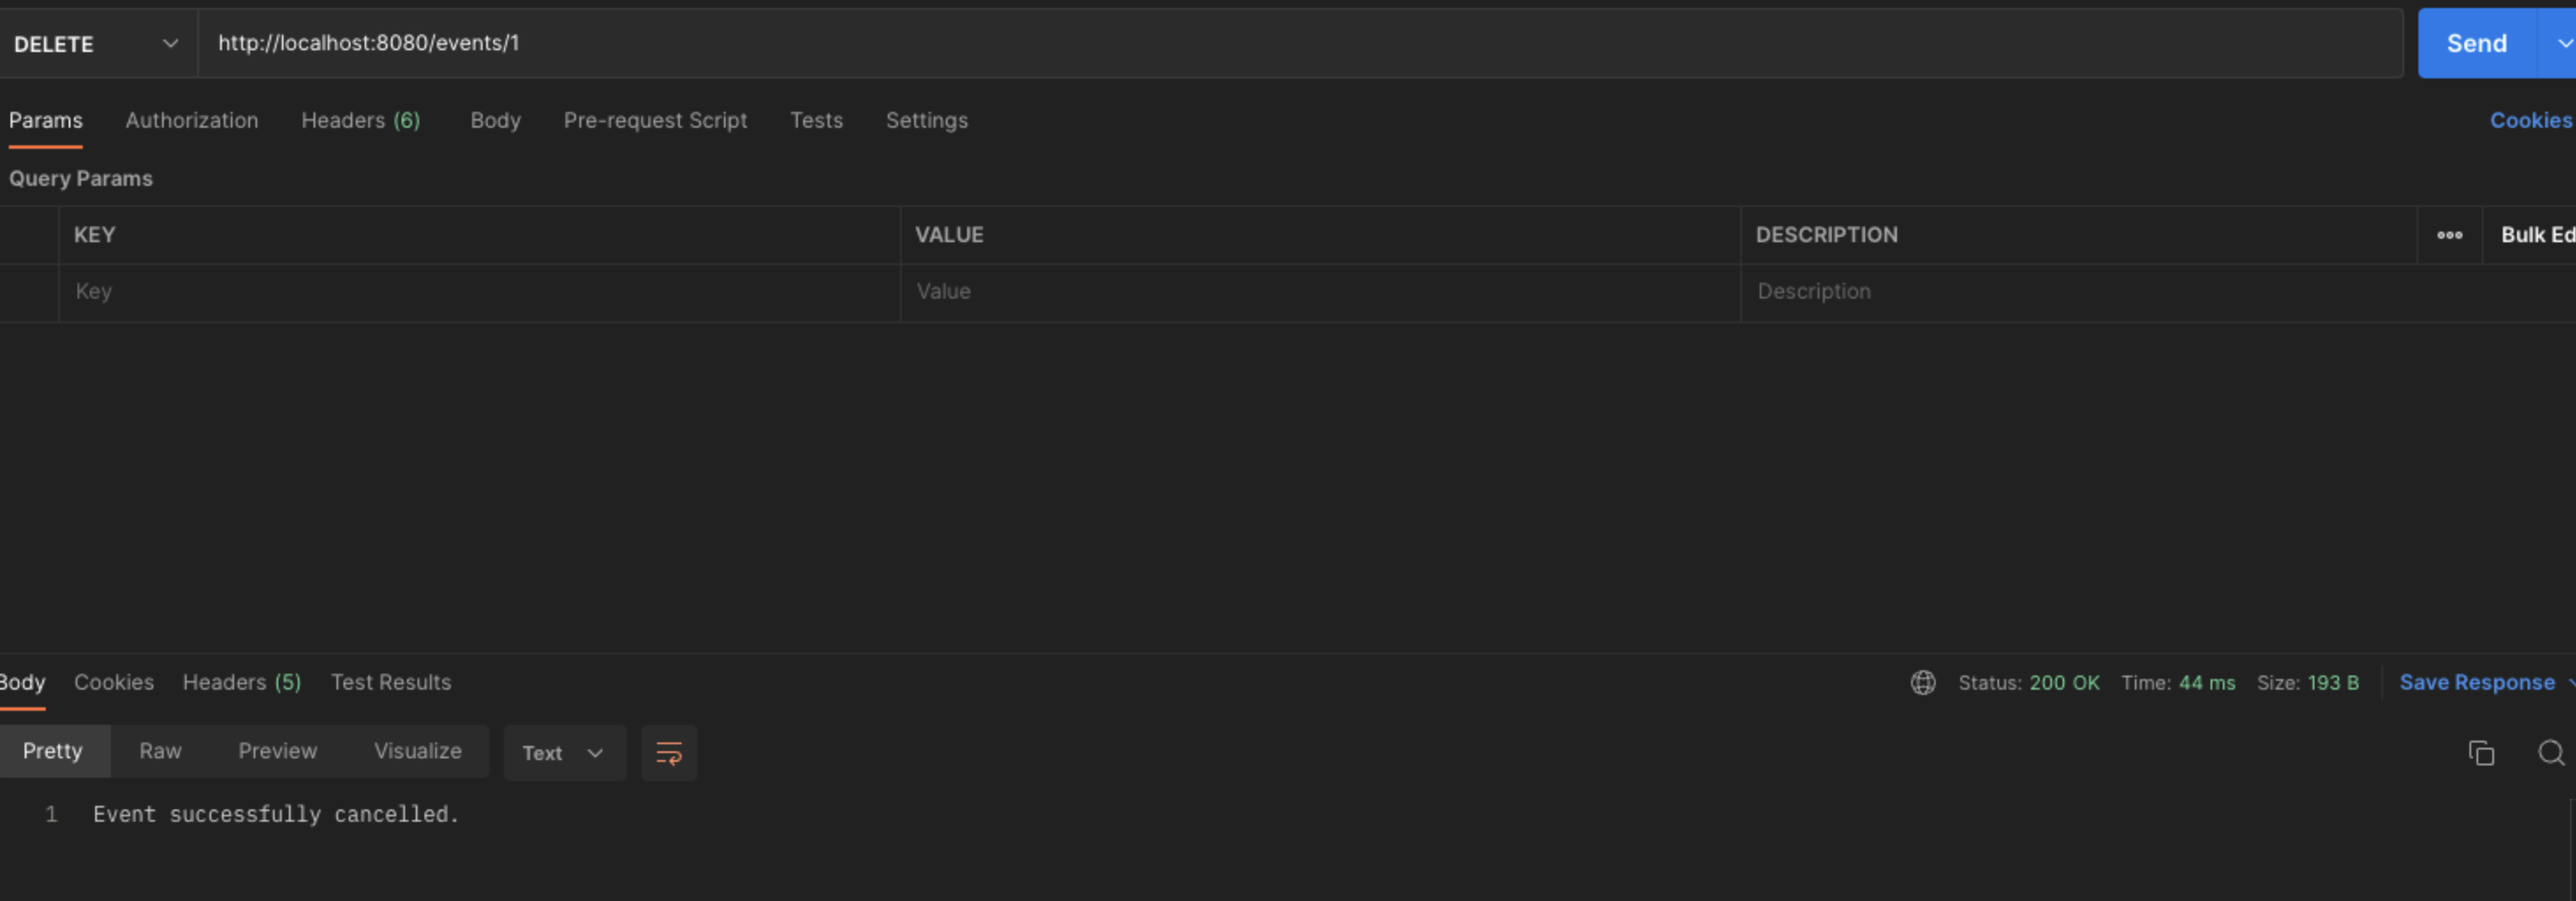 DELETE http://localhost:8080/events/1 Send
Params Authorization Headers (6) Body Pre-request Script Tests Settings Cookies
Query Params
KEY VALUE DESCRIPTION ooo Bulk Ed
Key Value Description
Body Cookies Headers (5) Test Results Status: 200 OK Time: 44 ms Size: 193 B Save Response
Pretty Raw Preview Visualize Text
1 Event successfully cancelled.